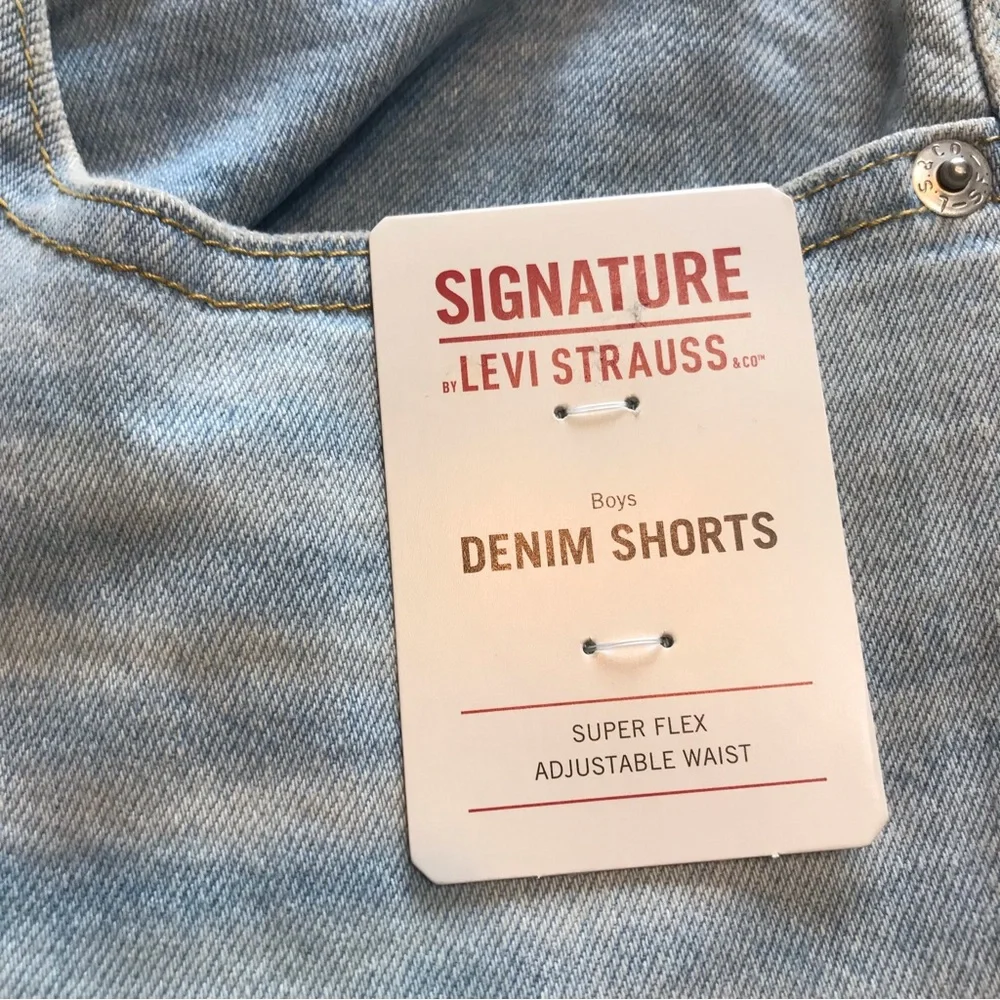 SIGNATURE
BY LEVI STRAUSS & CO™
Boys
DENIM SHORTS
SUPER FLEX
ADJUSTABLE WAIST